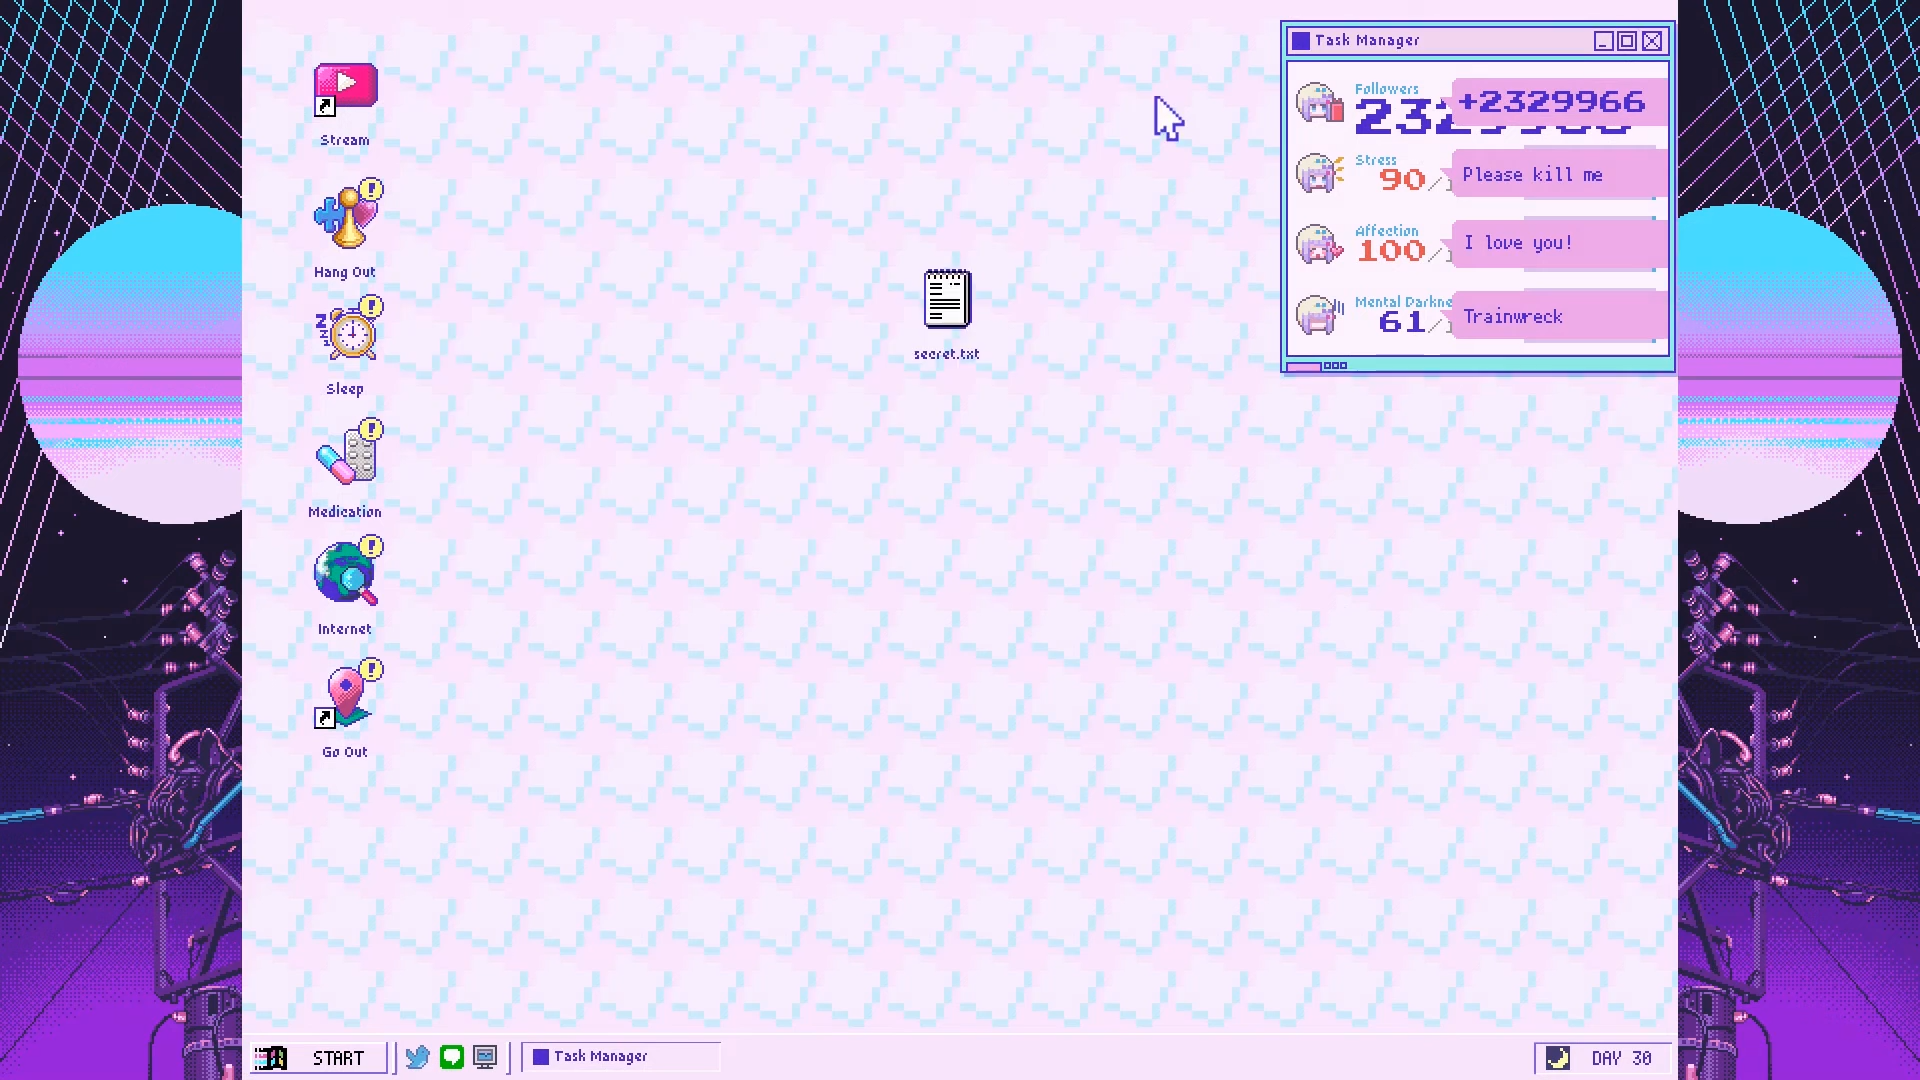 Stream
Hang Out
Sleep
Medication
Internet
Go Out
secret.txt
Task Manager
Followers
+2329966
Stress
90/
Please kill me
Affection
100/
I love you!
Mental Darkne
61/
Trainwreck
START
Task Manager
DAY 30